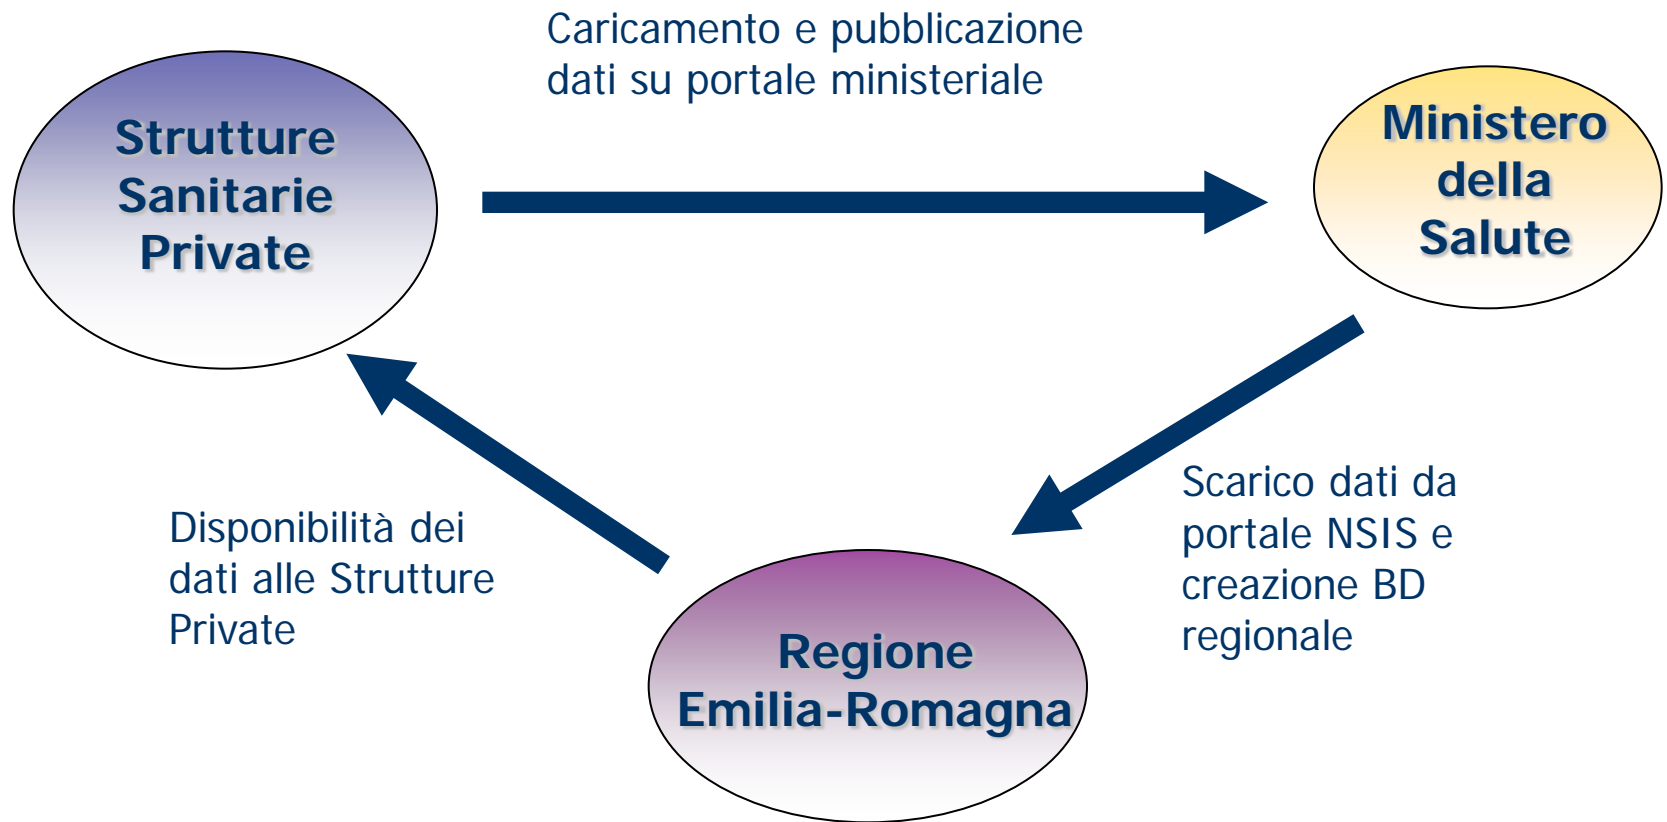 Caricamento e pubblicazione
dati su portale ministeriale
Strutture
Sanitarie
Private
Ministero
della
Salute
Disponibilità dei
dati alle Strutture
Private
Scarico dati da
portale NSIS e
creazione BD
regionale
Regione
Emilia-Romagna